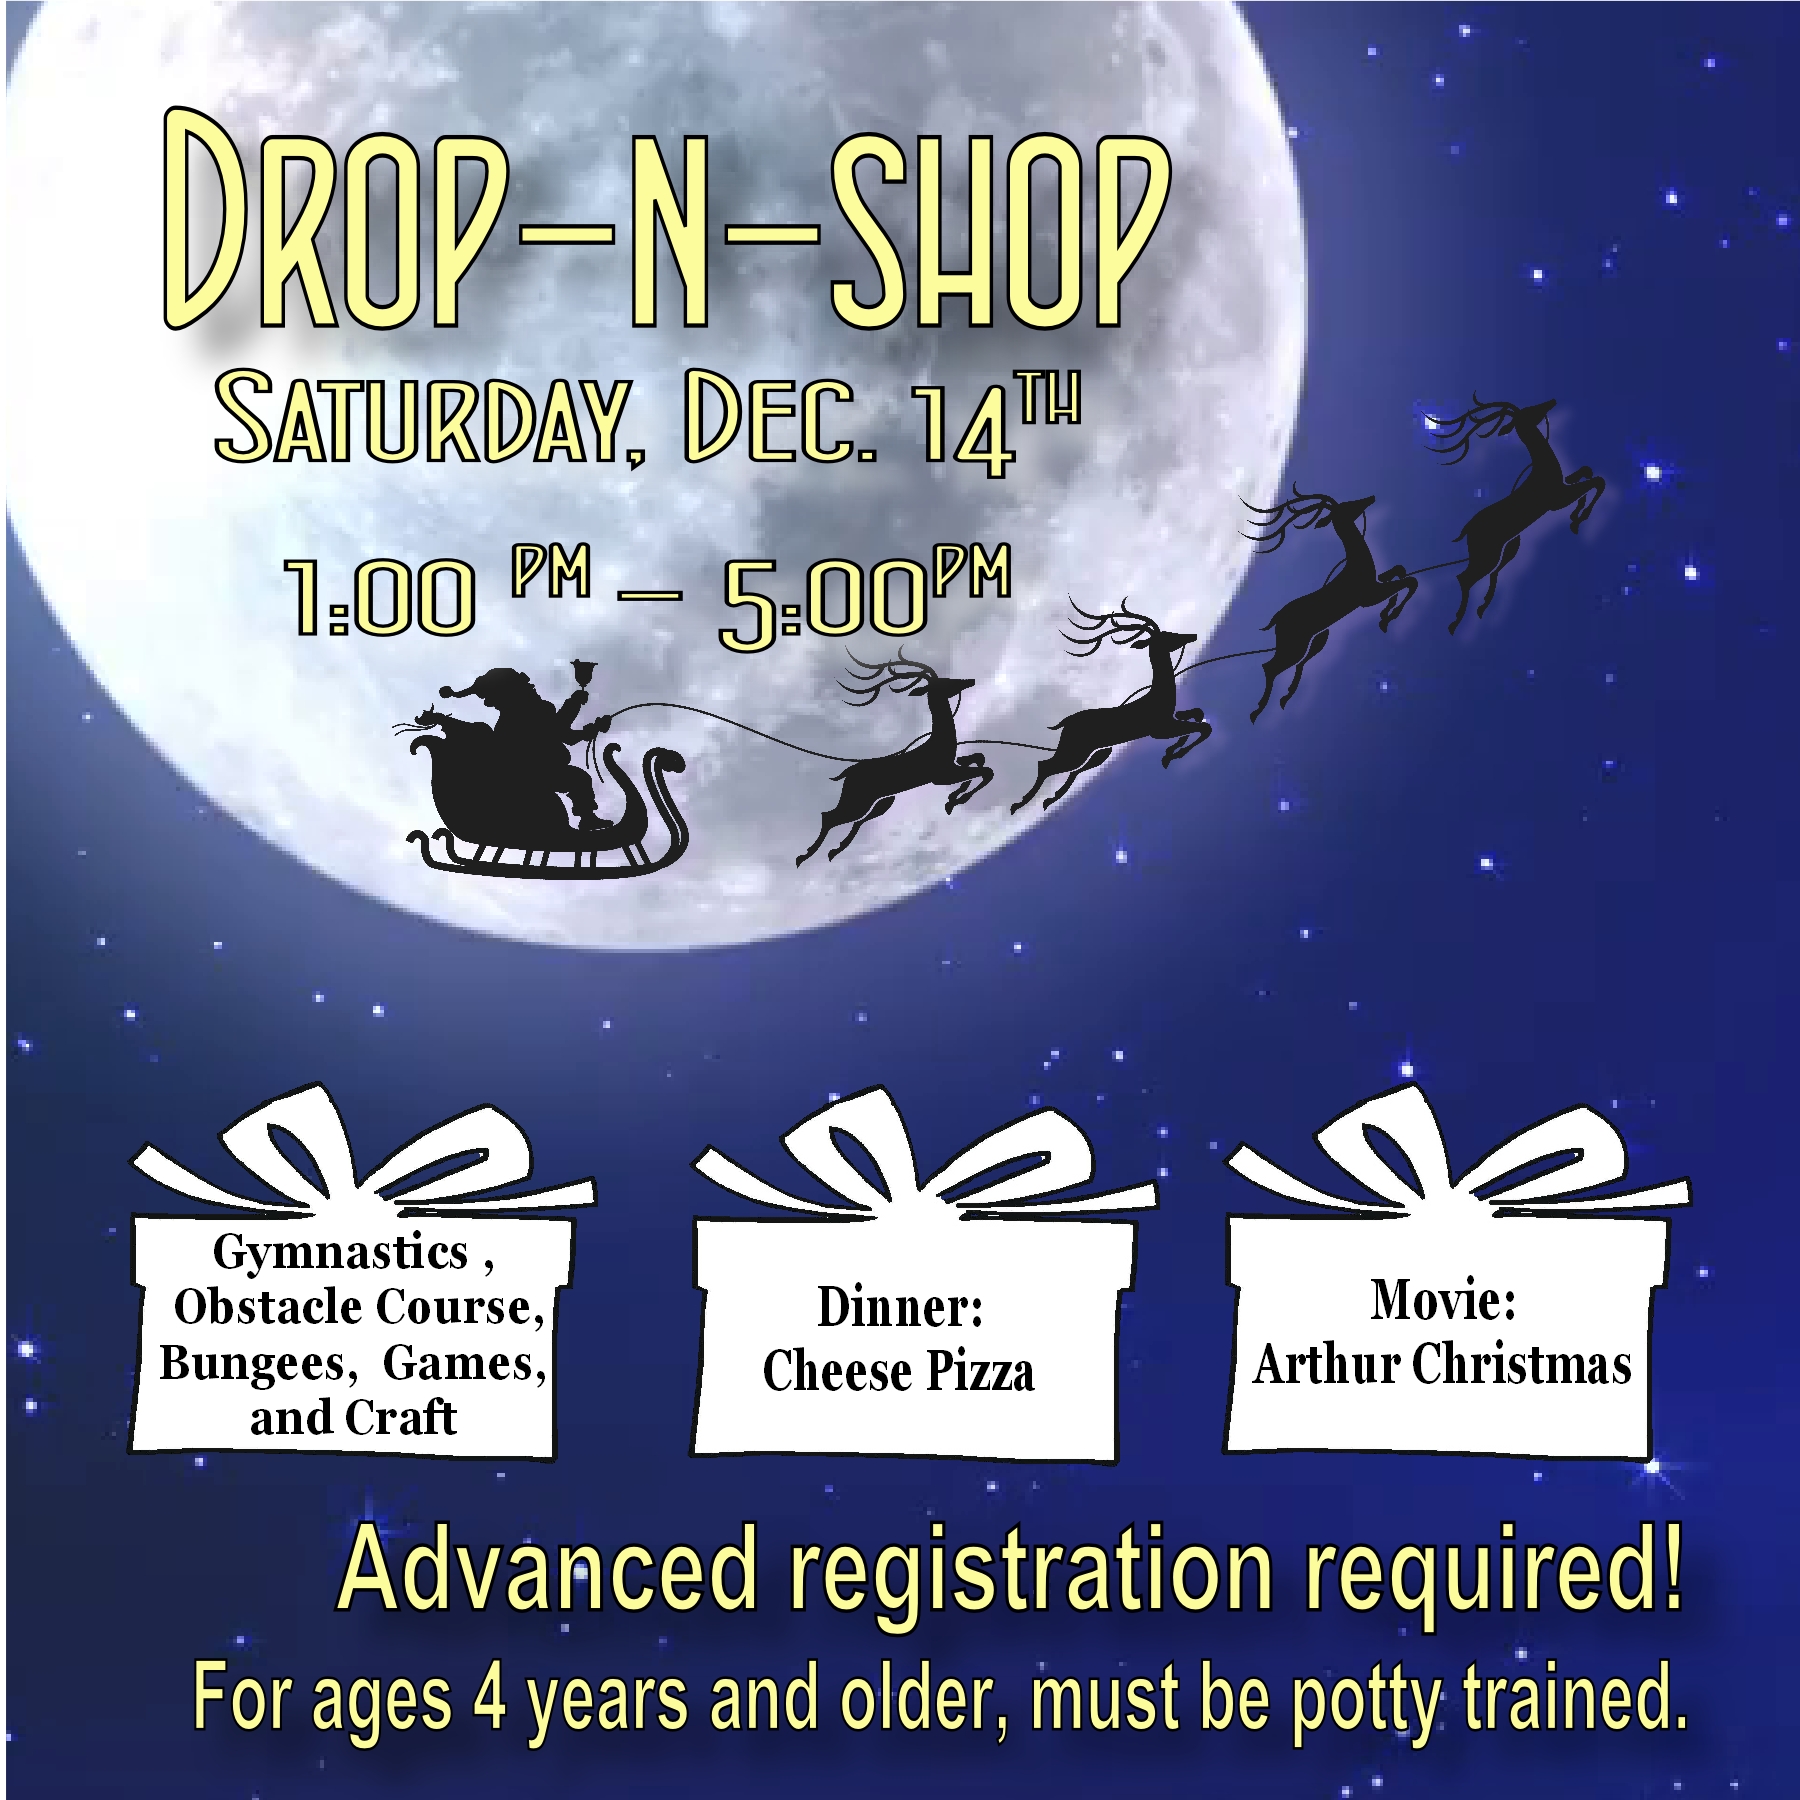 DROP-N-SHOP
SATURDAY, DEC. 14TH
1:00 PM – 5:00PM
Gymnastics ,
Obstacle Course,
Bungees, Games,
and Craft
Dinner:
Cheese Pizza
Movie:
Arthur Christmas
Advanced registration required!
For ages 4 years and older, must be potty trained.